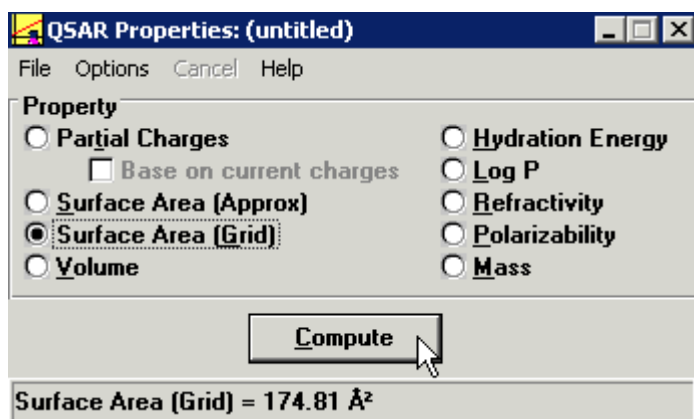 QSAR Properties: (untitled)
File Options Cancel Help
Property
Partial Charges
Base on current charges
Surface Area (Approx)
Surface Area (Grid)
Volume
Hydration Energy
Log P
Refractivity
Polarizability
Mass
Compute
Surface Area (Grid) = 174.81 Å²